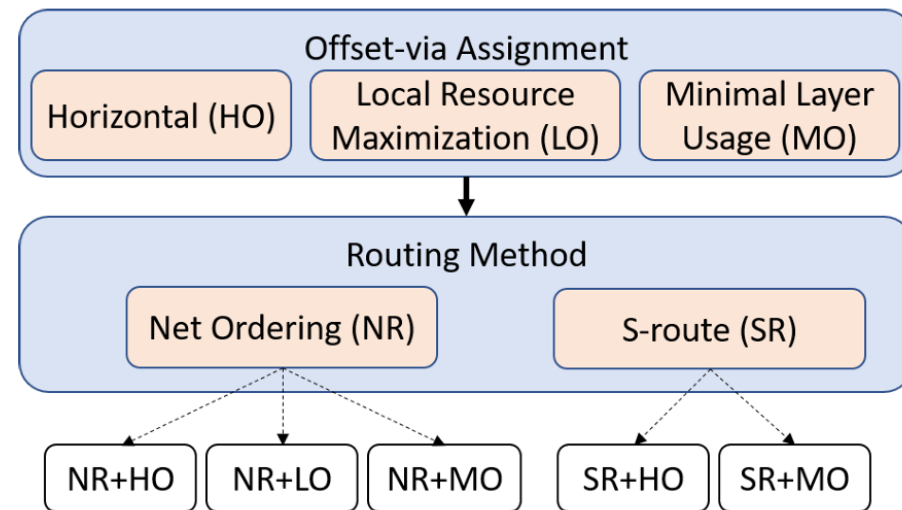 Offset-via Assignment
Horizontal (HO)
Local Resource
Maximization (LO)
Minimal Layer
Usage (MO)
Routing Method
Net Ordering (NR)
S-route (SR)
NR+HO
NR+LO
NR+MO
SR+HO
SR+MO